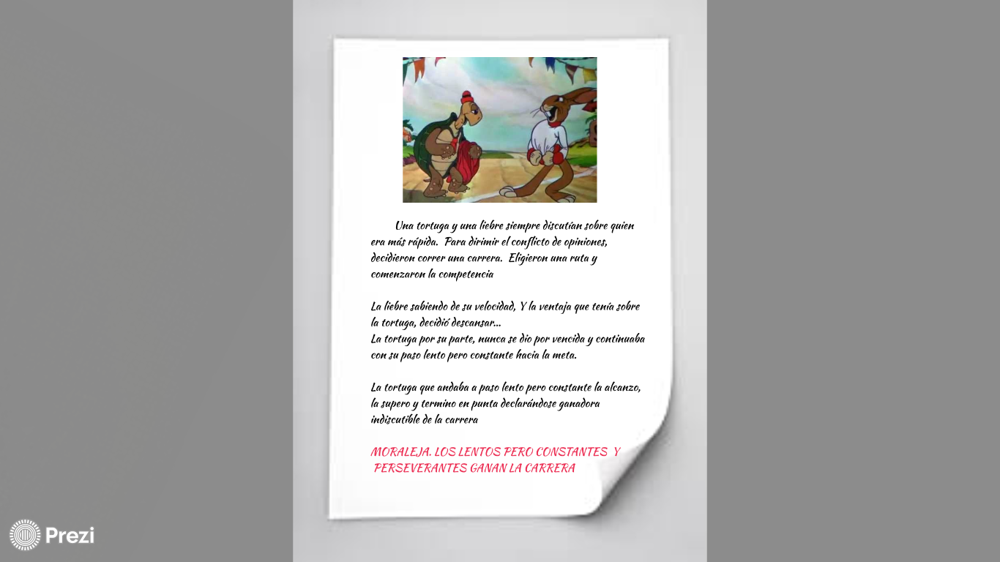 Una tortuga y una liebre siempre discutían sobre quien
era más rápida. Para dirimir el conflicto de opiniones,
decidieron correr una carrera. Eligieron una ruta y
comenzaron la competencia
La liebre sabiendo de su velocidad, Y la ventaja que tenía sobre
la tortuga, decidió descansar...
La tortuga por su parte, nunca se dio por vencida y continuaba
con su paso lento pero constante hacia la meta.
La tortuga que andaba a paso lento pero constante la alcanzo,
la supero y termino en punta declarándose ganadora
indiscutible de la carrera
MORALEJA. LOS LENTOS PERO CONSTANTES Y
PERSEVERANTES GANAN LA CARRERA
Prezi